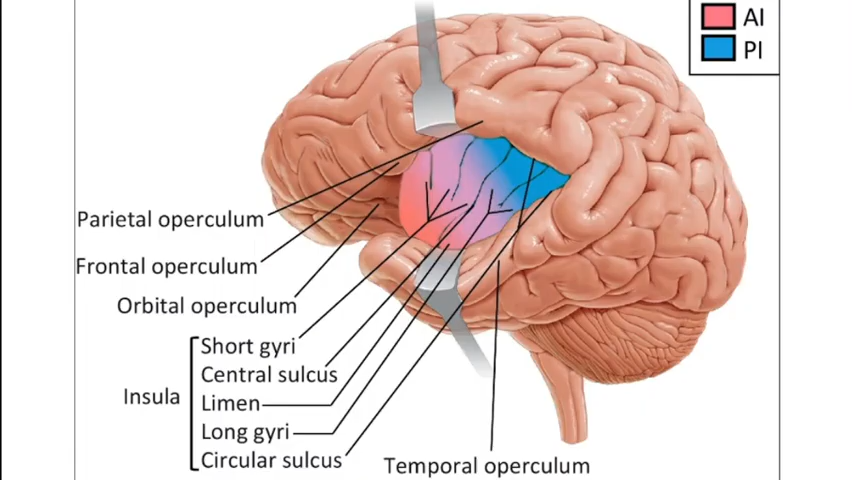 AI
PI
Parietal operculum
Frontal operculum
Orbital operculum
Short gyri
Central sulcus
Insula
Limen
Long gyri
Circular sulcus
Temporal operculum